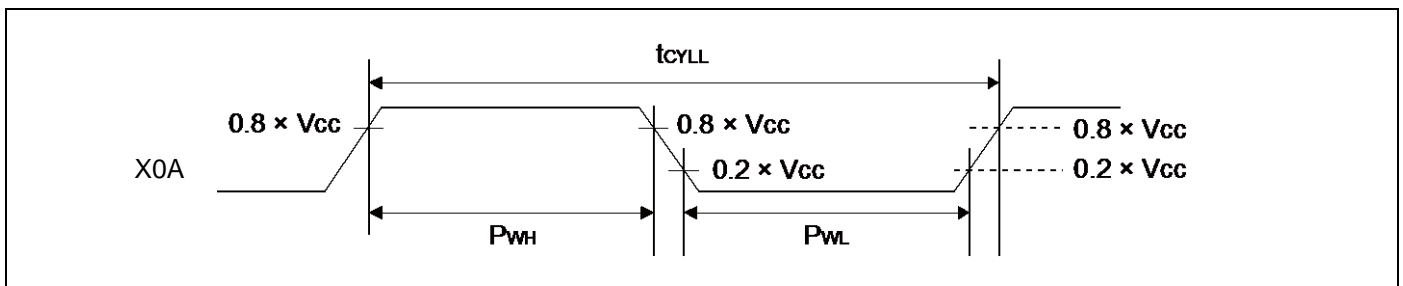 tCYLL
0.8 × Vcc
0.8 × Vcc
0.8 × Vcc
X0A
0.2 × Vcc
0.2 × Vcc
PWH
PWL